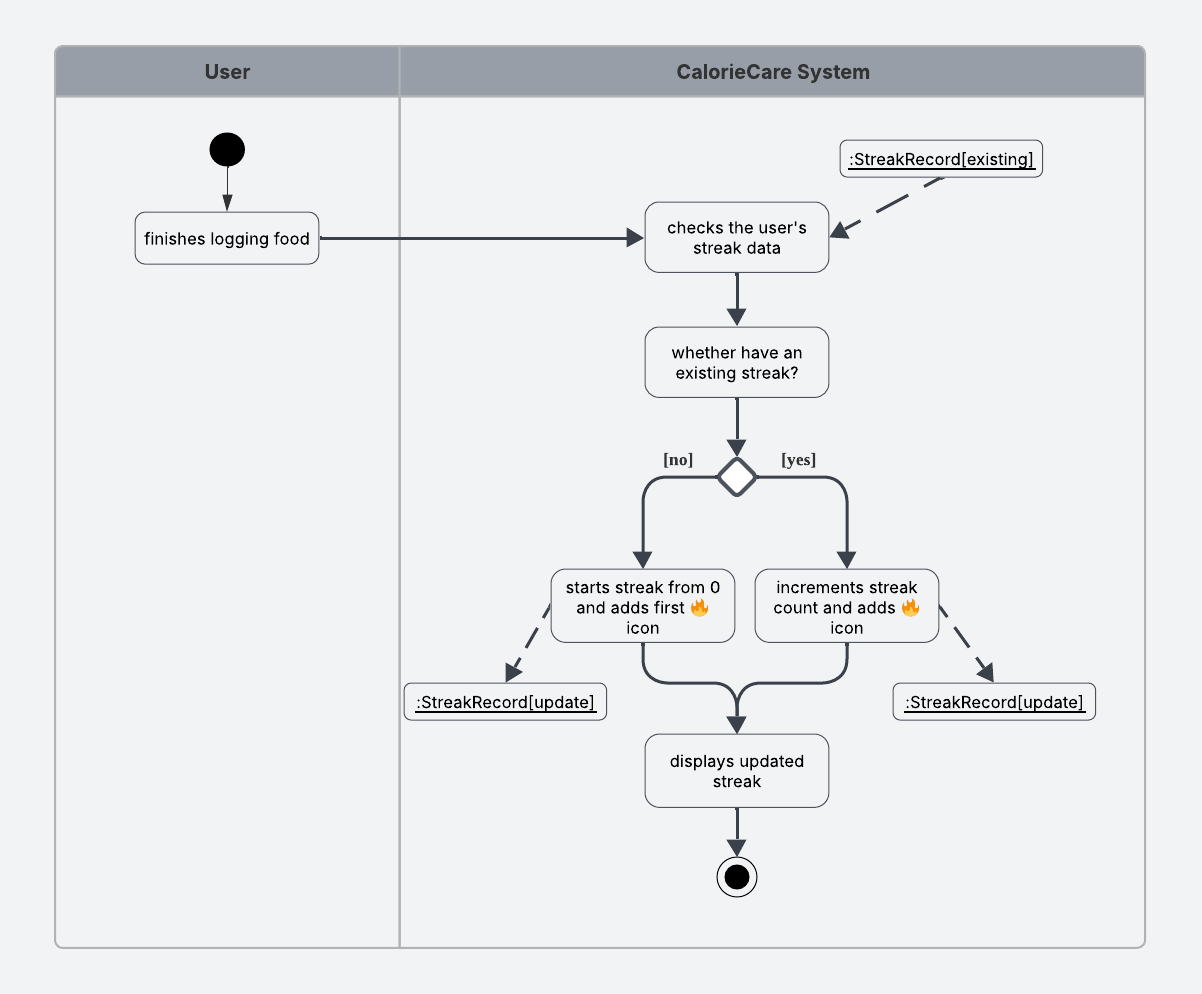 User
CalorieCare System
:StreakRecord[existing]
finishes logging food
checks the user's
streak data
whether have an
existing streak?
[no]
[yes]
starts streak from 0
and adds first 🔥
icon
increments streak
count and adds 🔥
icon
:StreakRecord[update]
:StreakRecord[update]
displays updated
streak